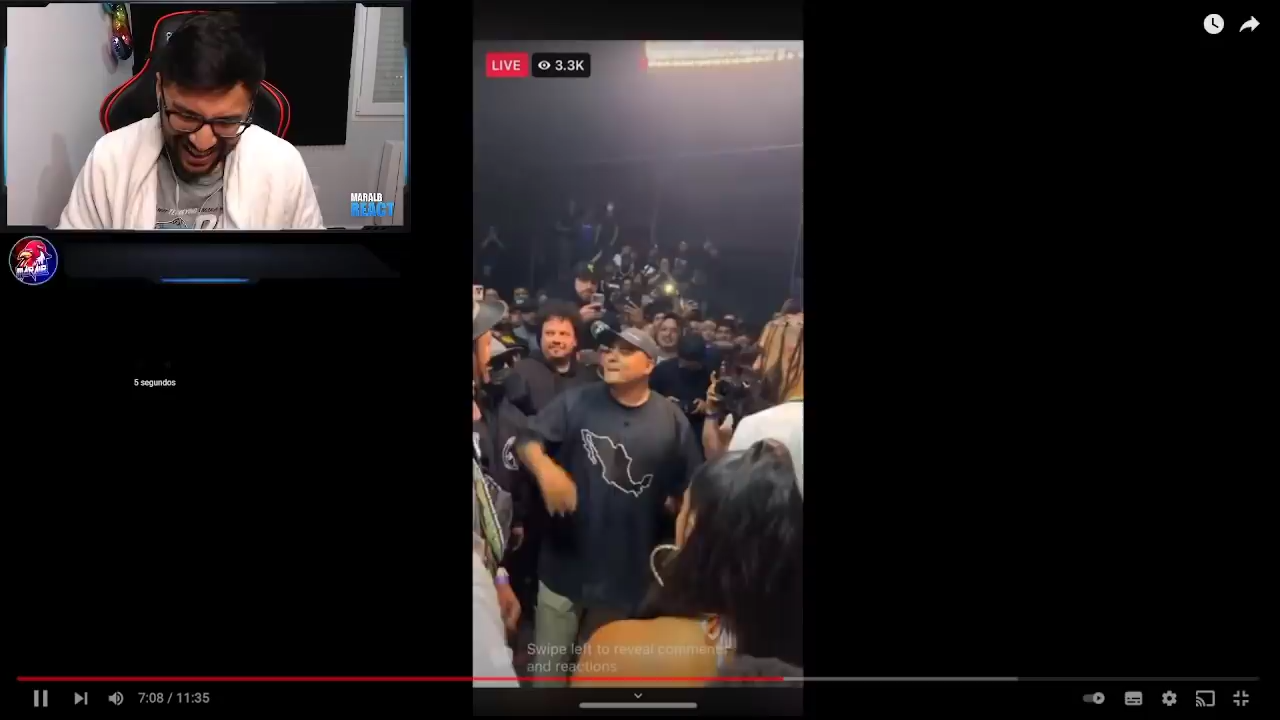 LIVE 3.3K
MARALB
REACT
5 segundos
Swipe left to reveal comments
and reactions
7:08 / 11:35